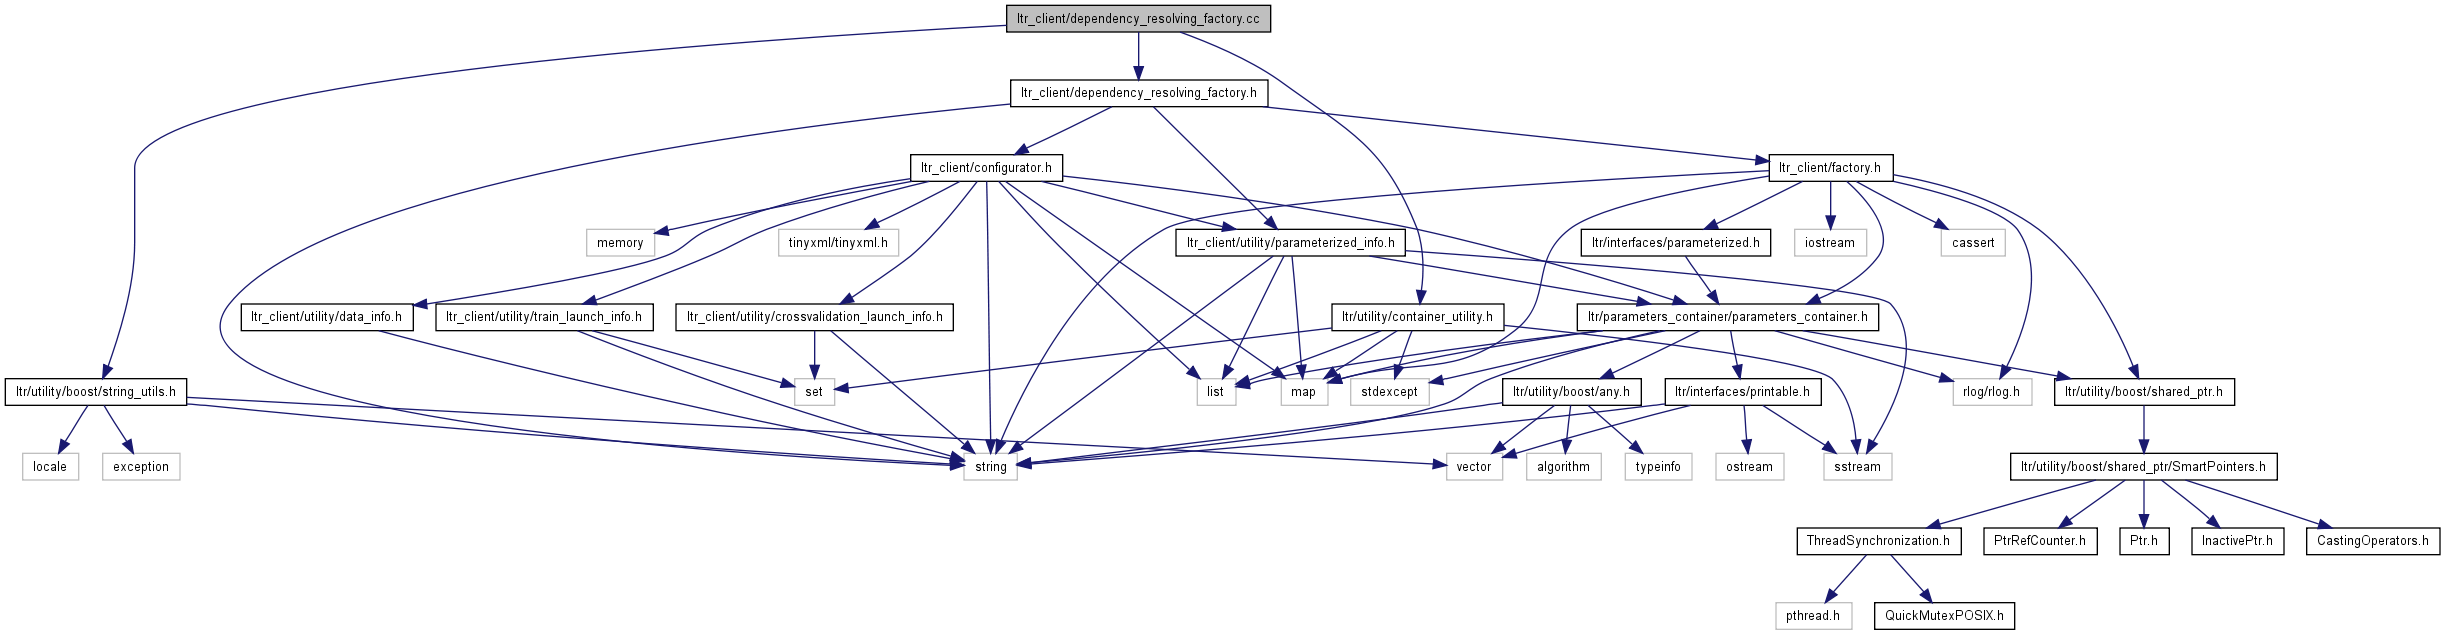 ltr_client/dependency_resolving_factory.cc
ltr_client/dependency_resolving_factory.h
ltr_client/configurator.h
ltr_client/factory.h
memory
tinyxml/tinyxml.h
ltr_client/utility/parameterized_info.h
ltr/interfaces/parameterized.h
iostream
cassert
ltr_client/utility/data_info.h
ltr_client/utility/train_launch_info.h
ltr_client/utility/crossvalidation_launch_info.h
ltr/utility/container_utility.h
ltr/parameters_container/parameters_container.h
ltr/utility/boost/string_utils.h
set
list
map
stdexcept
ltr/utility/boost/any.h
ltr/interfaces/printable.h
rlog/rlog.h
ltr/utility/boost/shared_ptr.h
locale
exception
string
vector
algorithm
typeinfo
ostream
sstream
ltr/utility/boost/shared_ptr/SmartPointers.h
ThreadSynchronization.h
PtrRefCounter.h
Ptr.h
InactivePtr.h
CastingOperators.h
pthread.h
QuickMutexPOSIX.h